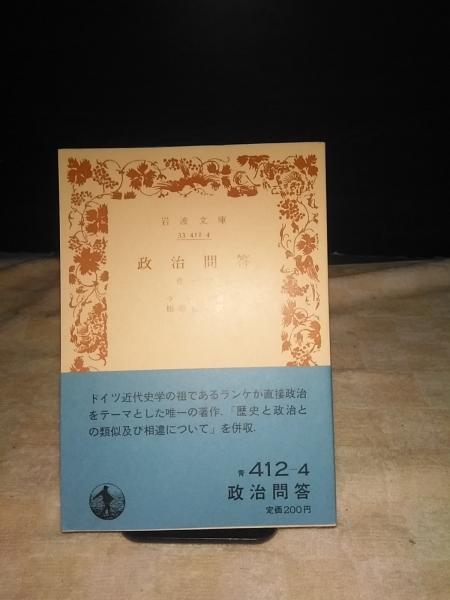 岩波文庫
33-412-4
政治問答
ドイツ近代史学の祖であるランケが直接政治
をテーマとした唯一の著作.「歴史と政治と
の類似及び相違について」を併収.
青 412-4
政治問答
定価200円